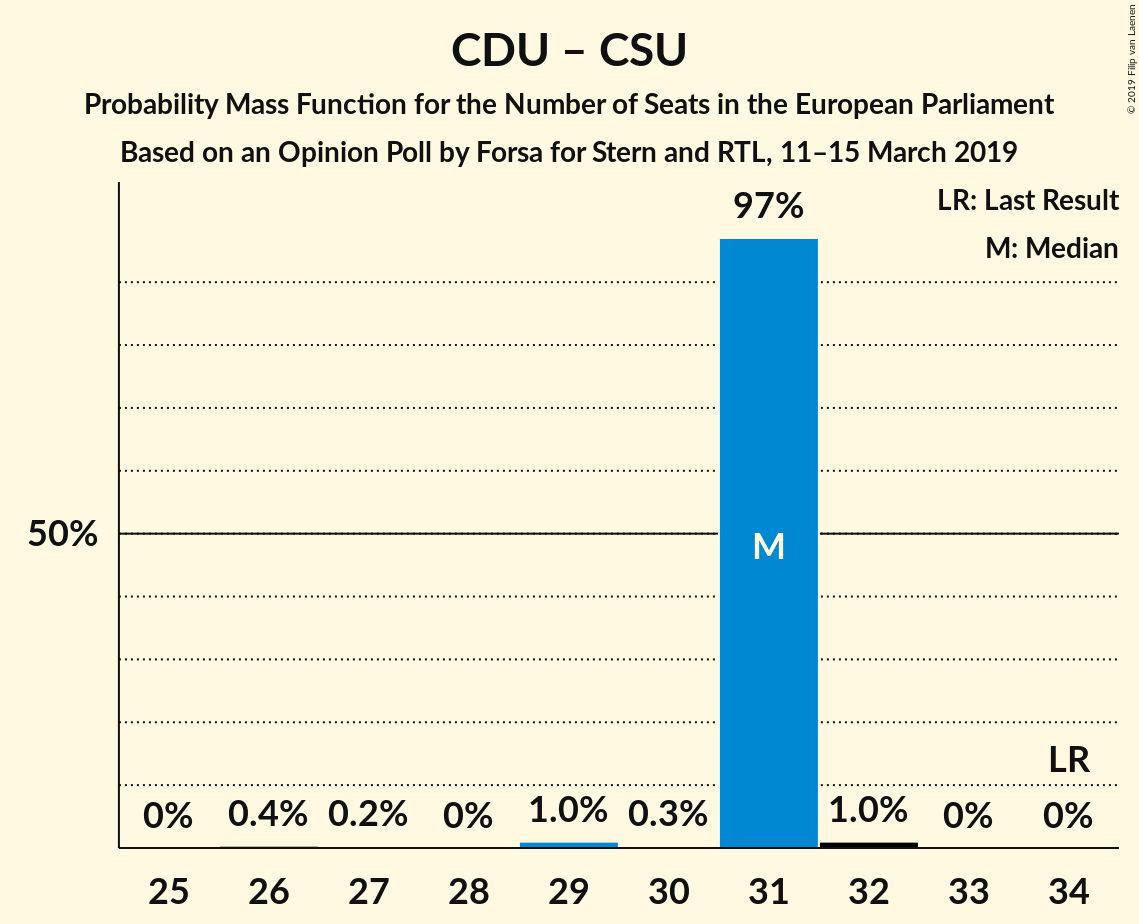 CDU – CSU
Probability Mass Function for the Number of Seats in the European Parliament
Based on an Opinion Poll by Forsa for Stern and RTL, 11–15 March 2019
© 2019 Filip van Laenen
LR: Last Result
M: Median
97%
50%
M
LR
0% 0.4% 0.2% 0% 1.0% 0.3% 1.0% 0% 0%
25 26 27 28 29 30 31 32 33 34